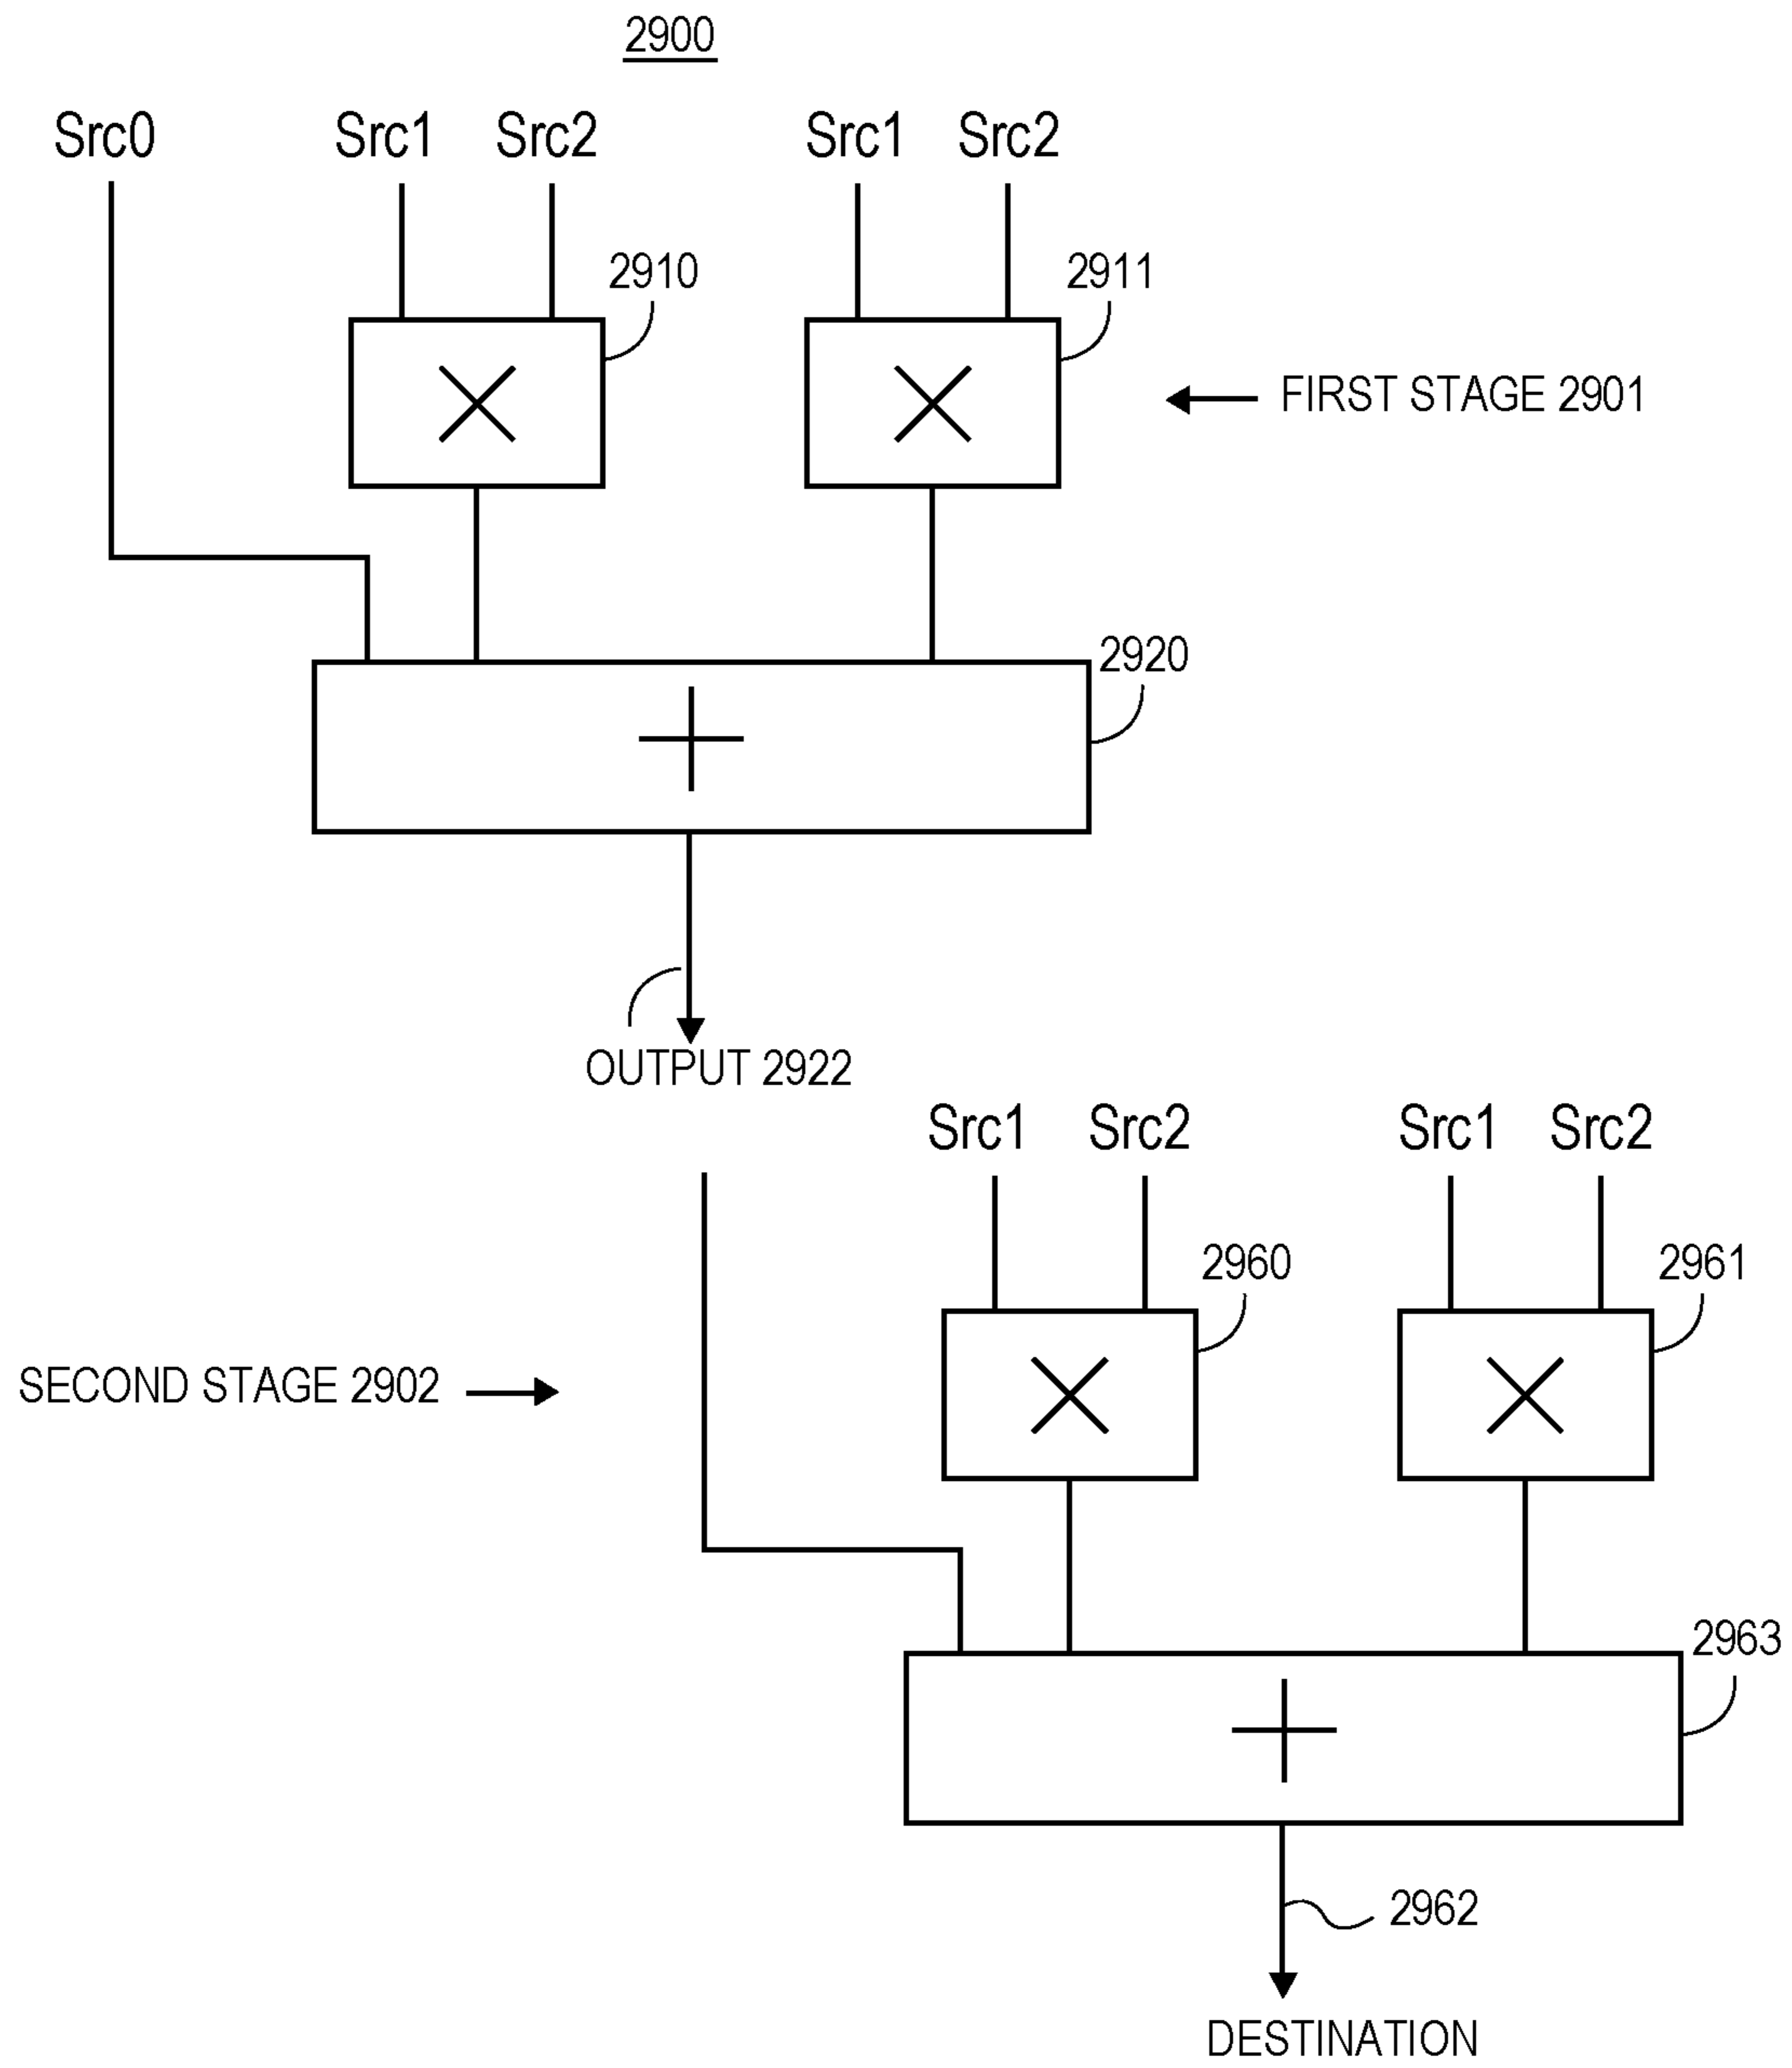 2900
Src0 Src1 Src2 Src1 Src2
2910 2911
FIRST STAGE 2901
2920
OUTPUT 2922
Src1 Src2 Src1 Src2
2960 2961
SECOND STAGE 2902
2963
2962
DESTINATION